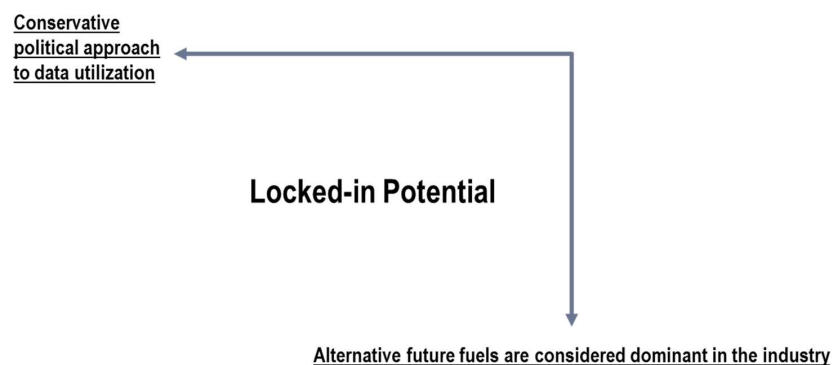 Conservative
political approach
to data utilization
Locked-in Potential
Alternative future fuels are considered dominant in the industry